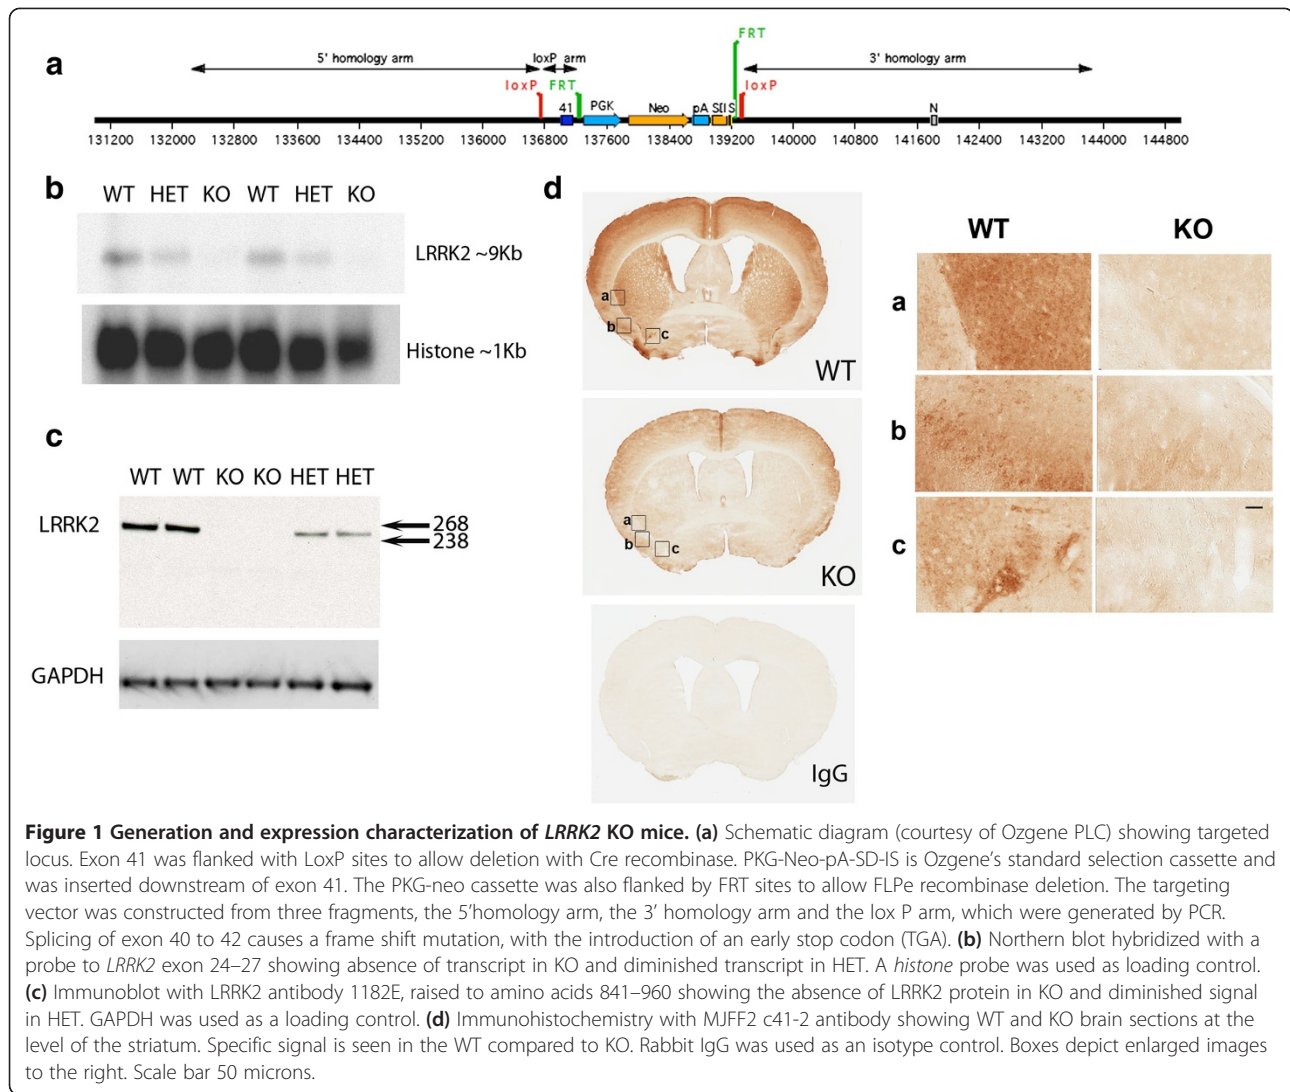 a
FRT
5' homology arm
loxP arm
3' homology arm
loxP
FRT
loxP
41
PGK
Neo
pA
SD
IS
N
131200 132000 132800 133600 134400 135200 136000 136800 137600 138400 139200 140000 140800 141600 142400 143200 144000 144800
b
WT HET KO WT HET KO
LRRK2 ~9Kb
Histone ~1Kb
c
WT WT KO KO HET HET
LRRK2
268
238
GAPDH
d
a
b
c
WT
a
b
c
KO
IgG
WT KO
a
b
c
Figure 1 Generation and expression characterization of LRRK2 KO mice. (a) Schematic diagram (courtesy of Ozgene PLC) showing targeted
locus. Exon 41 was flanked with LoxP sites to allow deletion with Cre recombinase. PKG-Neo-pA-SD-IS is Ozgene's standard selection cassette and
was inserted downstream of exon 41. The PKG-neo cassette was also flanked by FRT sites to allow FLPe recombinase deletion. The targeting
vector was constructed from three fragments, the 5'homology arm, the 3' homology arm and the lox P arm, which were generated by PCR.
Splicing of exon 40 to 42 causes a frame shift mutation, with the introduction of an early stop codon (TGA). (b) Northern blot hybridized with a
probe to LRRK2 exon 24–27 showing absence of transcript in KO and diminished transcript in HET. A histone probe was used as loading control.
(c) Immunoblot with LRRK2 antibody 1182E, raised to amino acids 841–960 showing the absence of LRRK2 protein in KO and diminished signal
in HET. GAPDH was used as a loading control. (d) Immunohistochemistry with MJFF2 c41-2 antibody showing WT and KO brain sections at the
level of the striatum. Specific signal is seen in the WT compared to KO. Rabbit IgG was used as an isotype control. Boxes depict enlarged images
to the right. Scale bar 50 microns.